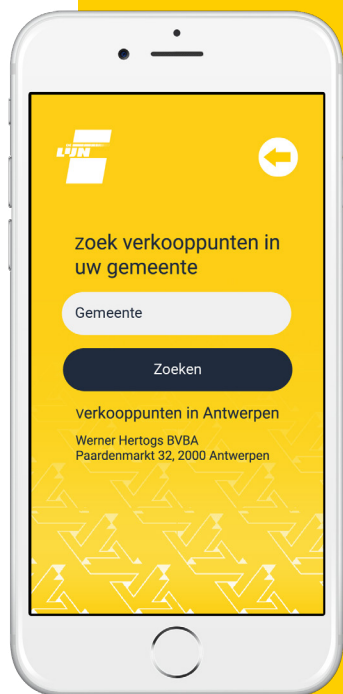 LIJN
zoek verkooppunten in
uw gemeente
Gemeente
Zoeken
verkooppunten in Antwerpen
Werner Hertogs BVBA
Paardenmarkt 32, 2000 Antwerpen